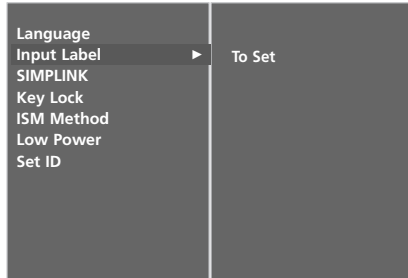 Language
Input Label ► To Set
SIMPLINK
Key Lock
ISM Method
Low Power
Set ID